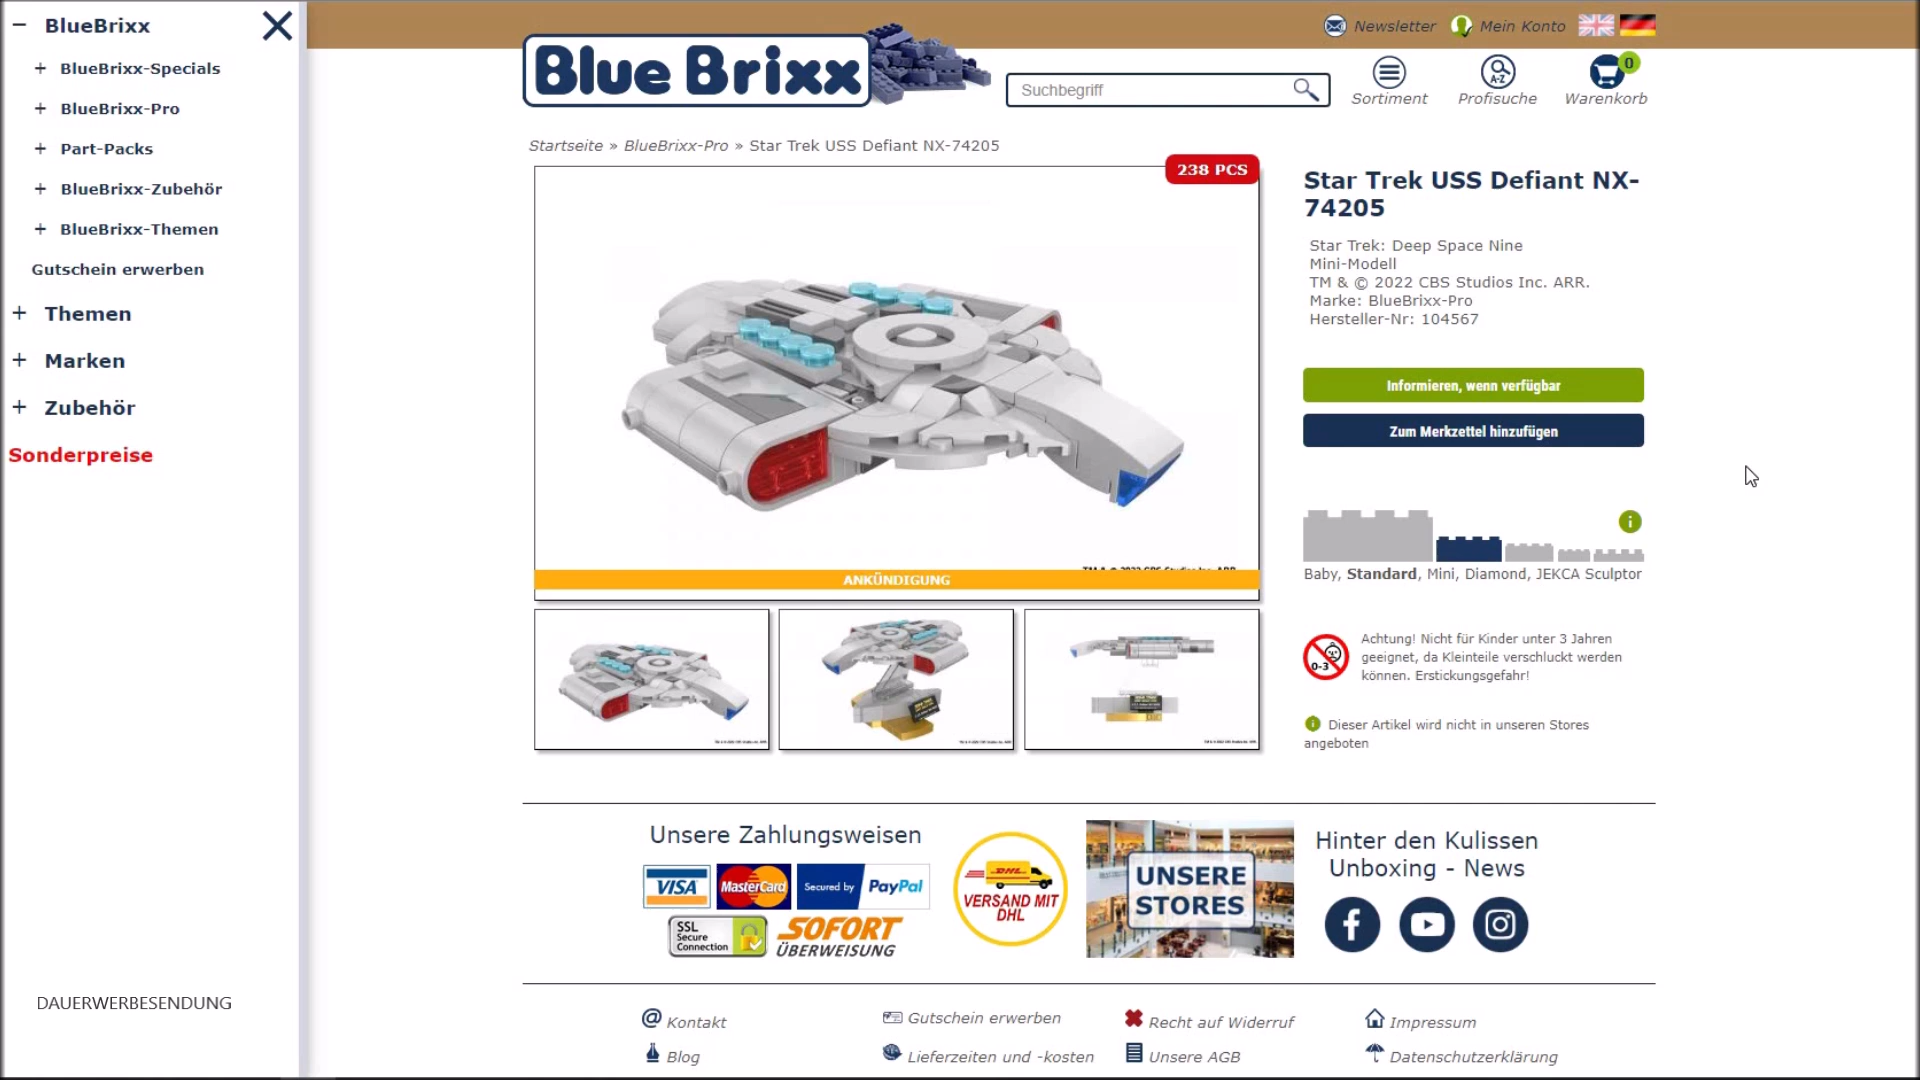 BlueBrixx
BlueBrixx-Specials
BlueBrixx-Pro
Part-Packs
BlueBrixx-Zubehör
BlueBrixx-Themen
Gutschein erwerben
Themen
Marken
Zubehör
Sonderpreise
DAUERWERBESENDUNG
Newsletter
Mein Konto
Blue Brixx
Suchbegriff
A-Z
0
Sortiment
Profisuche
Warenkorb
Startseite » BlueBrixx-Pro » Star Trek USS Defiant NX-74205
238 PCS
ANKÜNDIGUNG
Star Trek USS Defiant NX-
74205
Star Trek: Deep Space Nine
Mini-Modell
TM & © 2022 CBS Studios Inc. ARR.
Marke: BlueBrixx-Pro
Hersteller-Nr: 104567
Informieren, wenn verfügbar
Zum Merkzettel hinzufügen
Baby, Standard, Mini, Diamond, JEKCA Sculptor
0-3
Achtung! Nicht für Kinder unter 3 Jahren
geeignet, da Kleinteile verschluckt werden
können. Erstickungsgefahr!
Dieser Artikel wird nicht in unseren Stores
angeboten
Unsere Zahlungsweisen
VISA
MasterCard
Secured by PayPal
SSL
Secure
Connection
SOFORT
ÜBERWEISUNG
DHL
VERSAND MIT
DHL
UNSERE
STORES
Hinter den Kulissen
Unboxing - News
Kontakt
Gutschein erwerben
Recht auf Widerruf
Impressum
Blog
Lieferzeiten und -kosten
Unsere AGB
Datenschutzerklärung